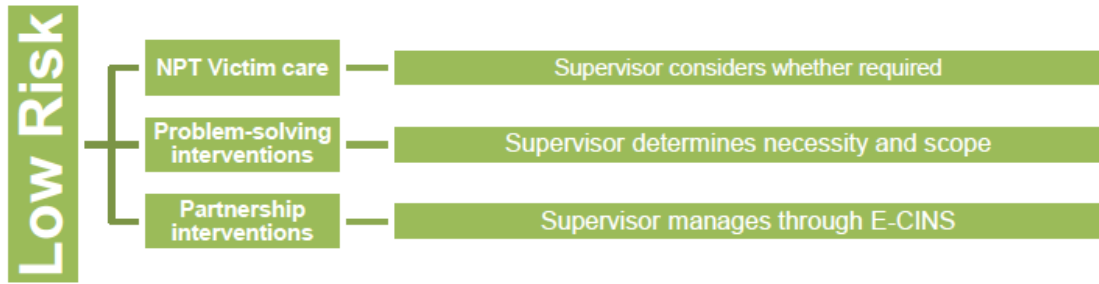 Low Risk
NPT Victim care
Supervisor considers whether required
Problem-solving
interventions
Supervisor determines necessity and scope
Partnership
interventions
Supervisor manages through E-CINS